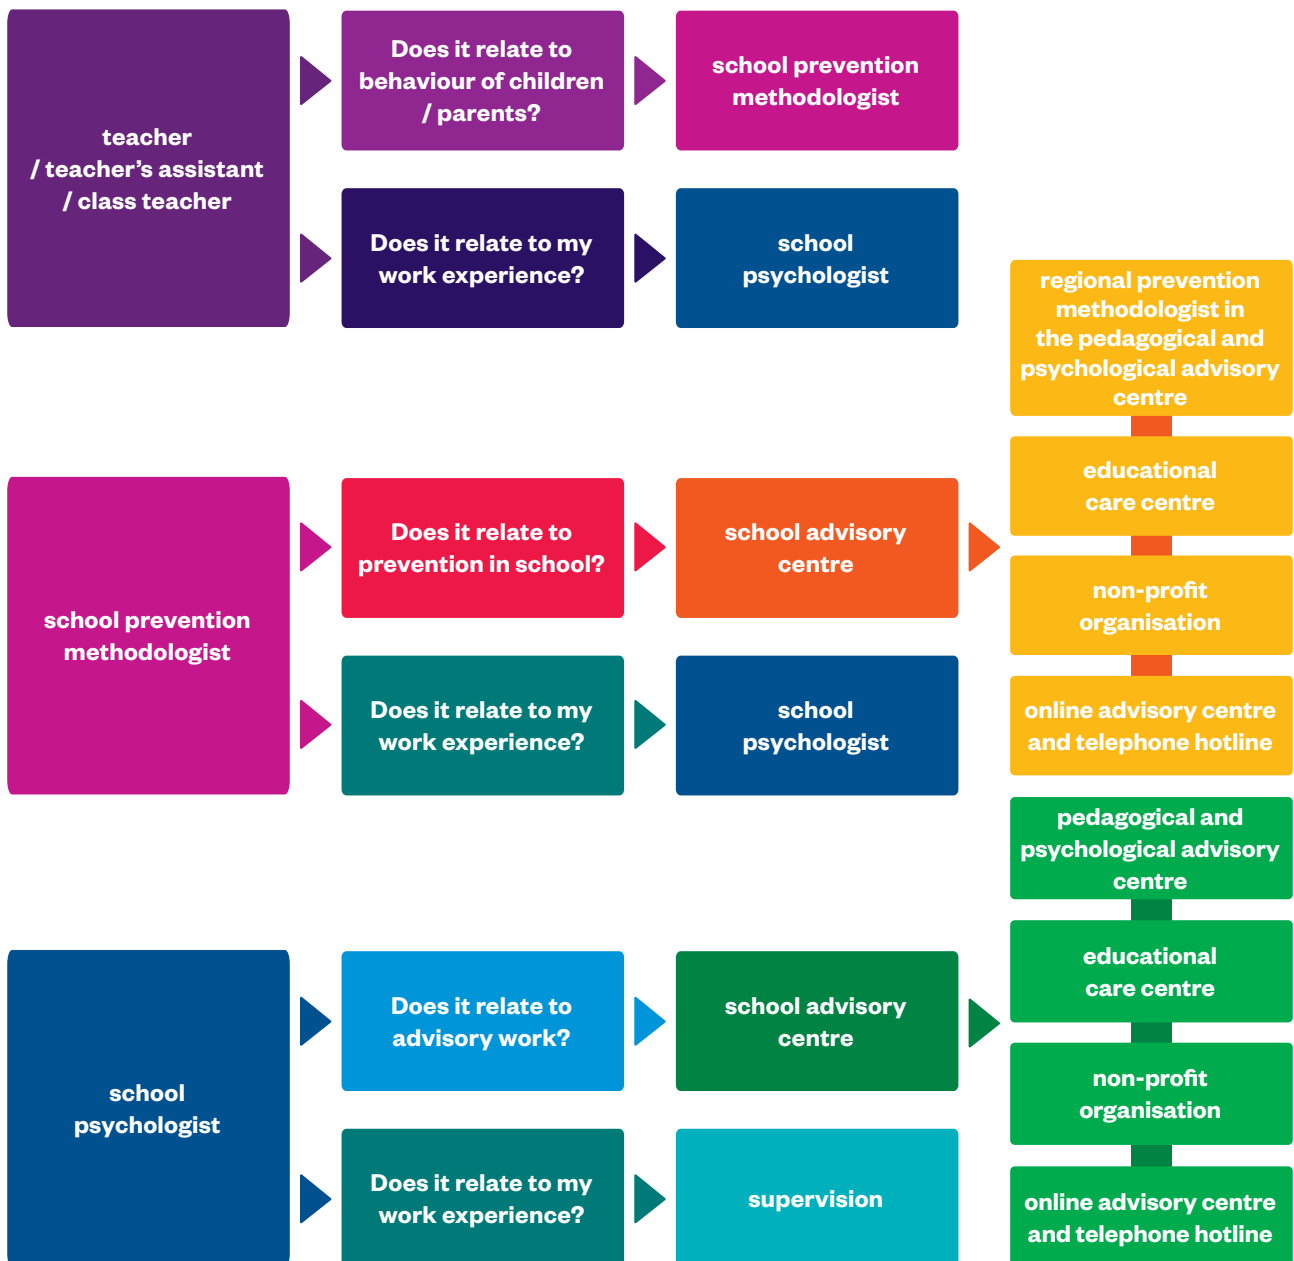 teacher
/ teacher’s assistant
/ class teacher
Does it relate to
behaviour of children
/ parents?
school prevention
methodologist
Does it relate to my
work experience?
school
psychologist
school prevention
methodologist
Does it relate to
prevention in school?
school advisory
centre
regional prevention
methodologist in
the pedagogical and
psychological advisory
centre
educational
care centre
non-profit
organisation
online advisory centre
and telephone hotline
Does it relate to my
work experience?
school
psychologist
school
psychologist
Does it relate to
advisory work?
school advisory
centre
pedagogical and
psychological advisory
centre
educational
care centre
non-profit
organisation
online advisory centre
and telephone hotline
Does it relate to my
work experience?
supervision